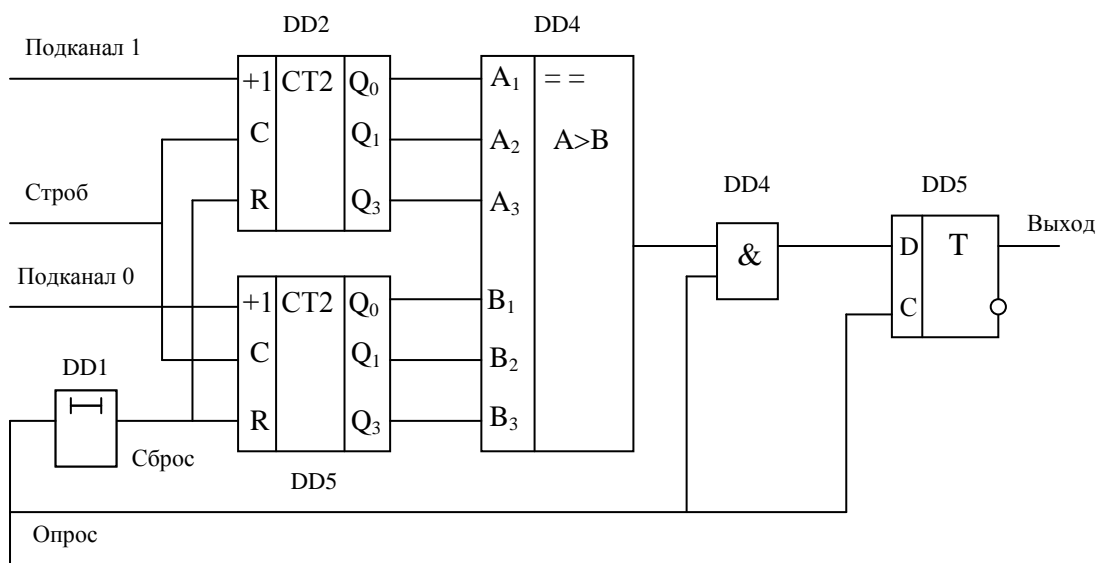 DD2
DD4
Подканал 1
+1 CT2 Q0
C Q1
R Q3
A1 = =
A2 A>B
A3
Строб
DD4
DD5
&
D T
C
Выход
Подканал 0
+1 CT2 Q0
C Q1
R Q3
B1
B2
B3
DD1
Сброс
DD5
Опрос